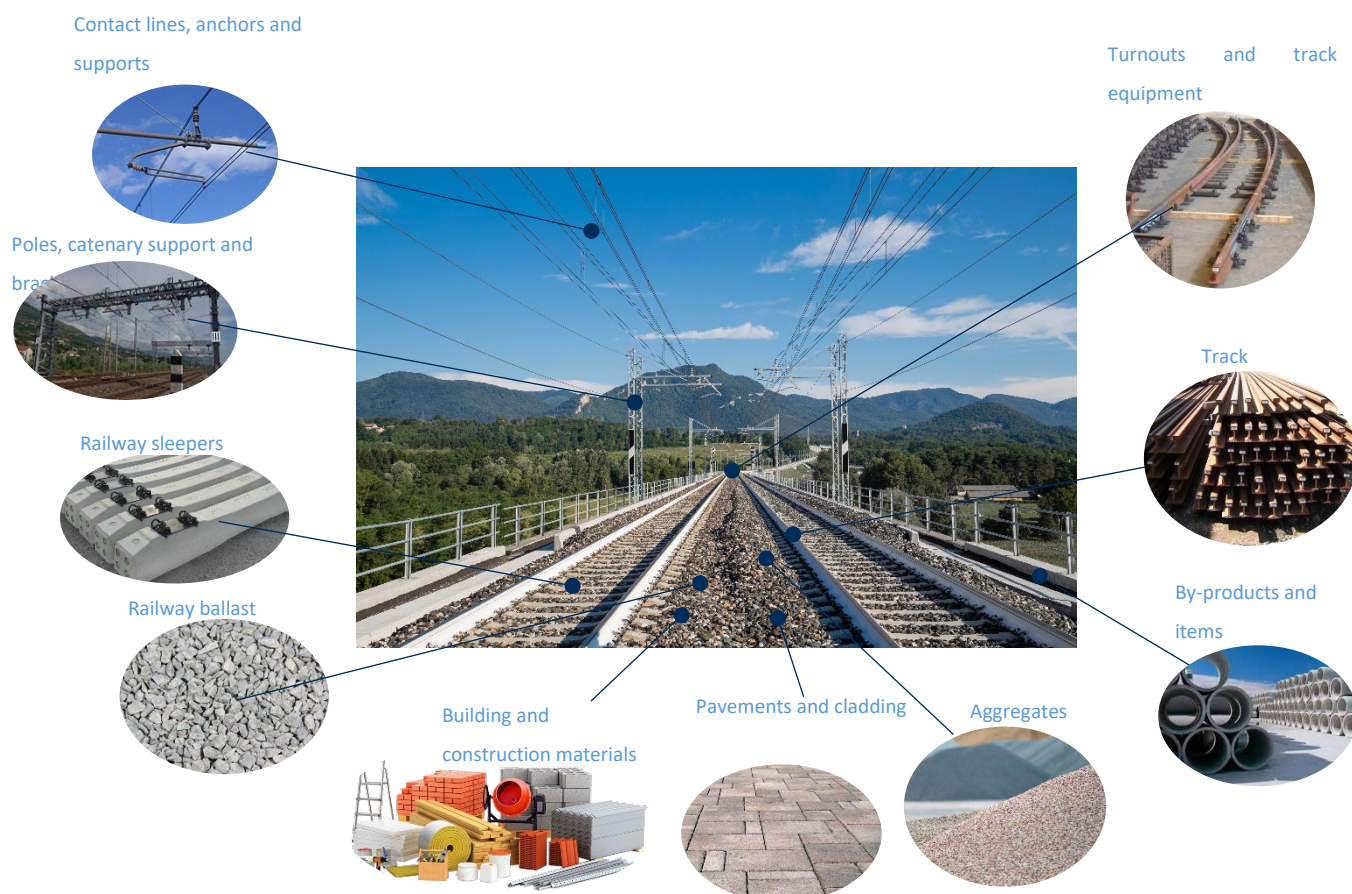 Contact lines, anchors and
supports
Turnouts and track
equipment
Poles, catenary support and
Track
Railway sleepers
By-products and
items
Railway ballast
Building and
construction materials
Pavements and cladding
Aggregates